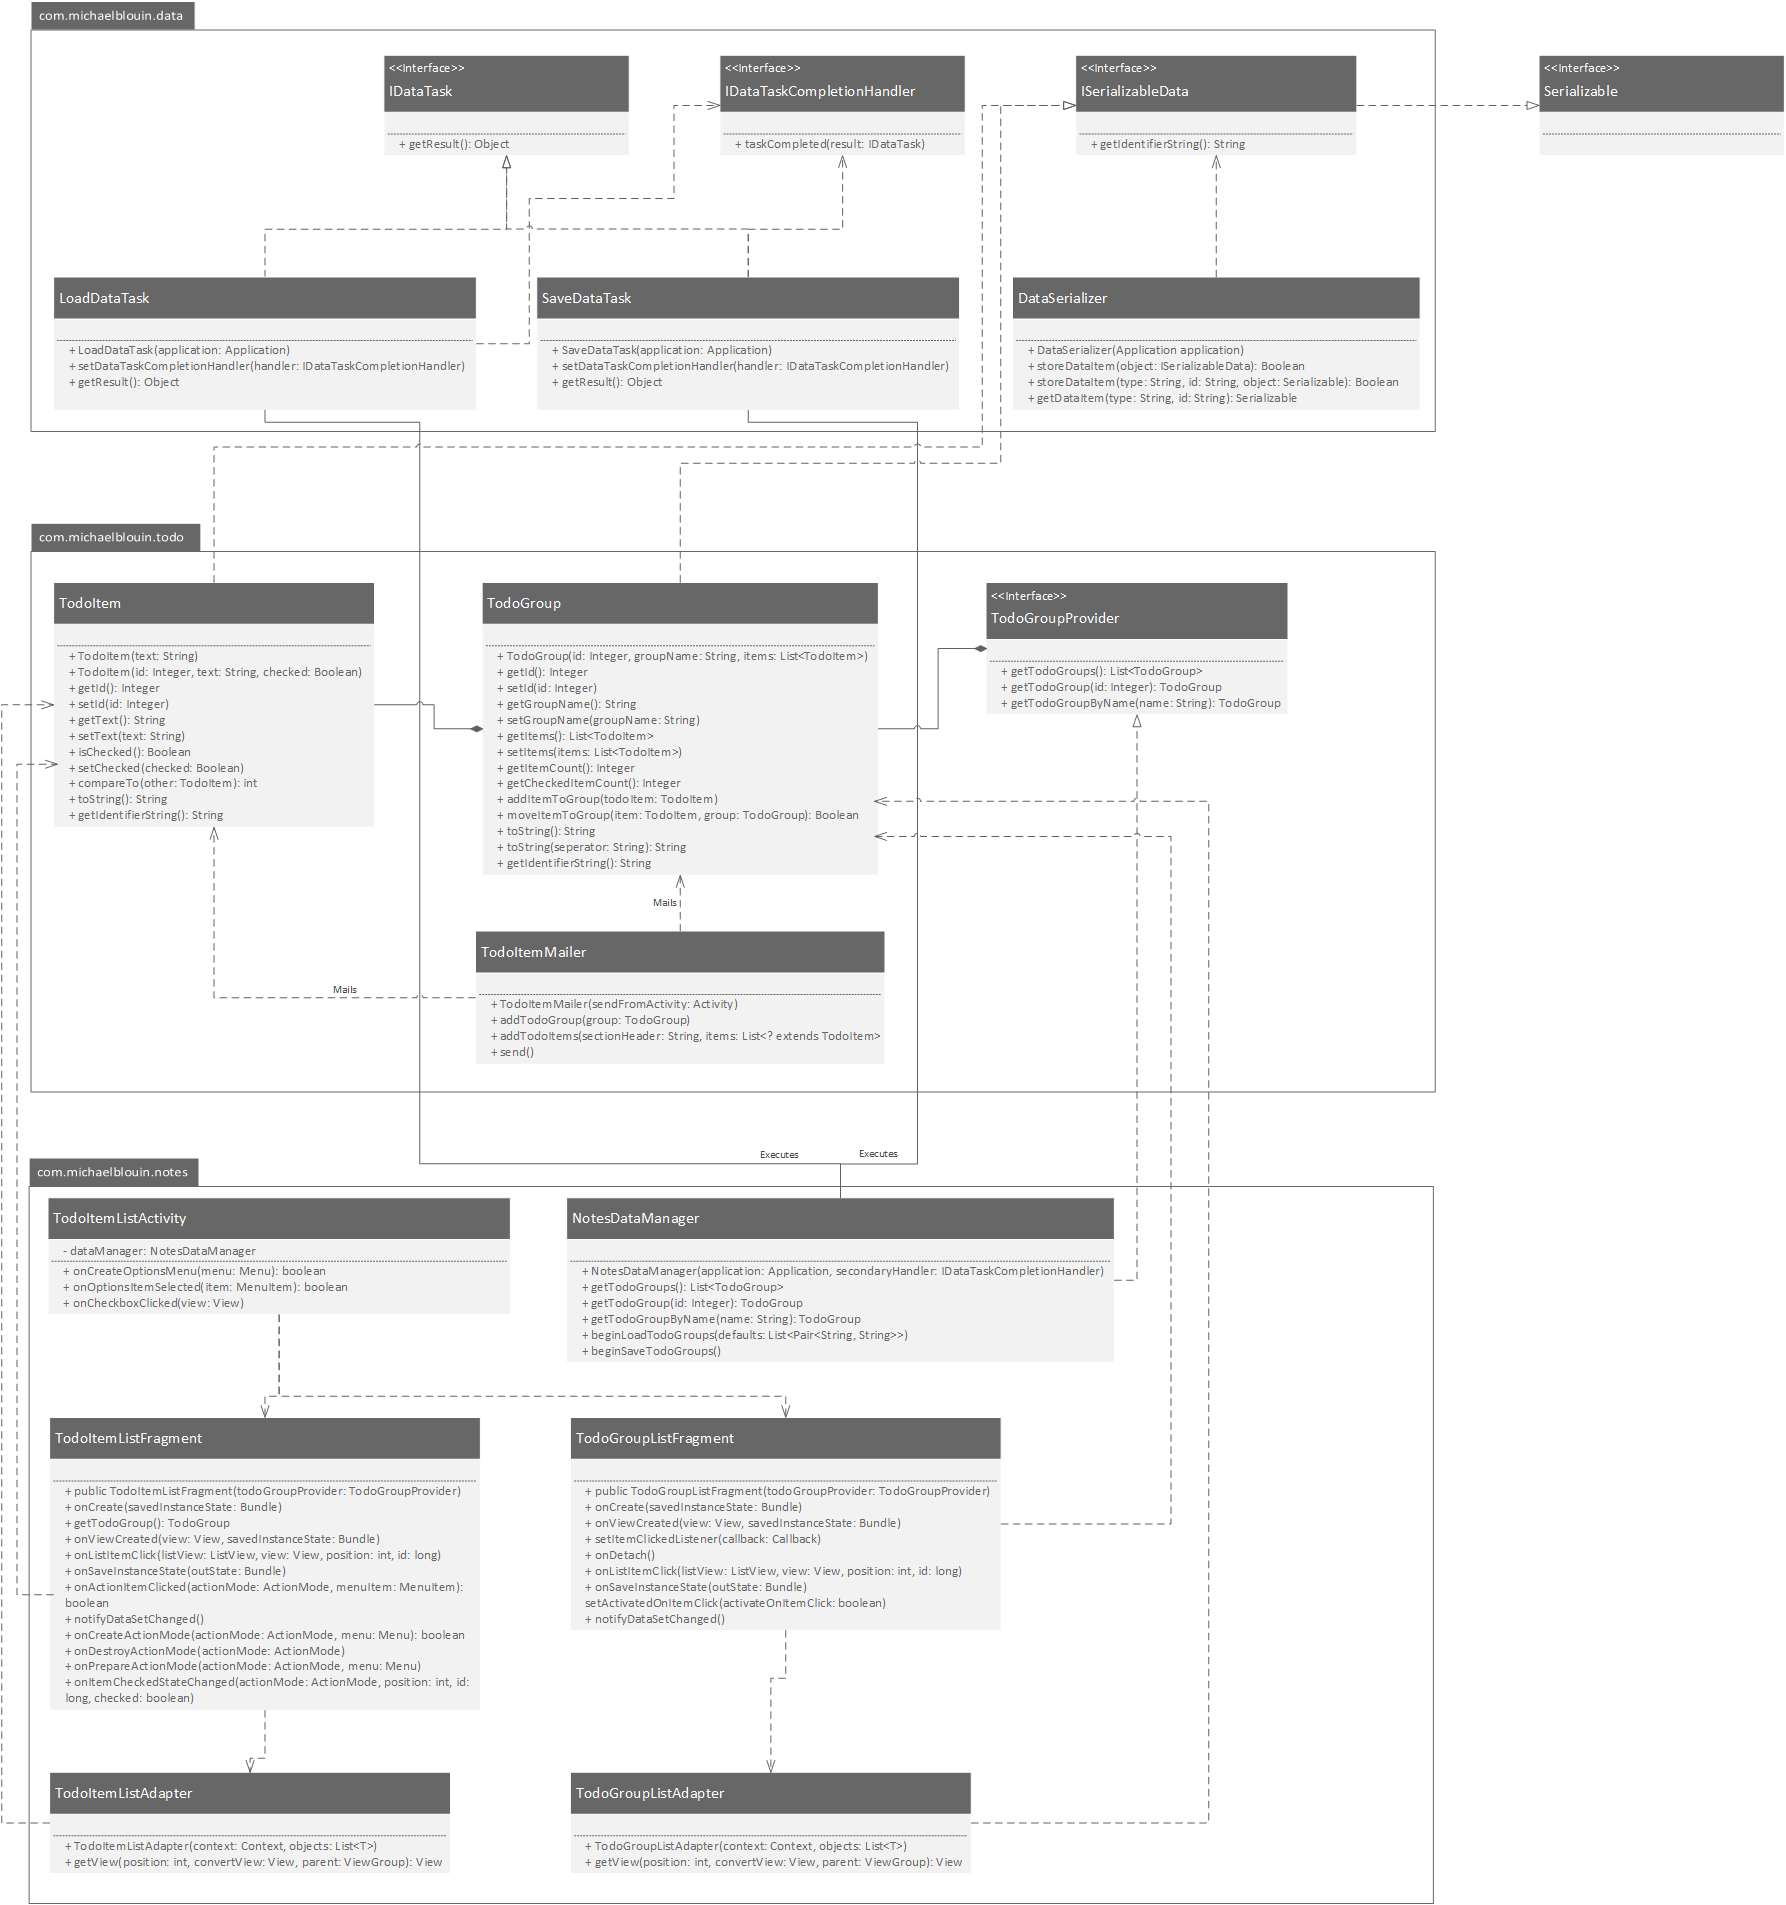 com.michaelblouin.data
<<Interface>>
IDataTask
+ getResult(): Object
<<Interface>>
IDataTaskCompletionHandler
+ taskCompleted(result: IDataTask)
<<Interface>>
ISerializableData
+ getIdentifierString(): String
<<Interface>>
Serializable
LoadDataTask
+ LoadDataTask(application: Application)
+ setDataTaskCompletionHandler(handler: IDataTaskCompletionHandler)
+ getResult(): Object
SaveDataTask
+ SaveDataTask(application: Application)
+ setDataTaskCompletionHandler(handler: IDataTaskCompletionHandler)
+ getResult(): Object
DataSerializer
+ DataSerializer(Application application)
+ storeDataItem(object: ISerializableData): Boolean
+ storeDataItem(type: String, id: String, object: Serializable): Boolean
+ getDataItem(type: String, id: String): Serializable
com.michaelblouin.todo
TodoItem
+ TodoItem(text: String)
+ TodoItem(id: Integer, text: String, checked: Boolean)
+ getId(): Integer
+ setId(id: Integer)
+ getText(): String
+ setText(text: String)
+ isChecked(): Boolean
+ setChecked(checked: Boolean)
+ compareTo(other: TodoItem): int
+ toString(): String
+ getIdentifierString(): String
TodoGroup
+ TodoGroup(id: Integer, groupName: String, items: List<TodoItem>)
+ getId(): Integer
+ setId(id: Integer)
+ getGroupName(): String
+ setGroupName(groupName: String)
+ getItems(): List<TodoItem>
+ setItems(items: List<TodoItem>)
+ getItemCount(): Integer
+ getCheckedItemCount(): Integer
+ addItemToGroup(todoItem: TodoItem)
+ moveItemToGroup(item: TodoItem, group: TodoGroup): Boolean
+ toString(): String
+ toString(seperator: String): String
+ getIdentifierString(): String
<<Interface>>
TodoGroupProvider
+ getTodoGroups(): List<TodoGroup>
+ getTodoGroup(id: Integer): TodoGroup
+ getTodoGroupByName(name: String): TodoGroup
Mails
TodoItemMailer
+ TodoItemMailer(sendFromActivity: Activity)
+ addTodoGroup(group: TodoGroup)
+ addTodoItems(sectionHeader: String, items: List<? extends TodoItem>
+ send()
Mails
Executes
Executes
com.michaelblouin.notes
TodoItemListActivity
- dataManager: NotesDataManager
+ onCreateOptionsMenu(menu: Menu): boolean
+ onOptionsItemSelected(item: MenuItem): boolean
+ onCheckboxClicked(view: View)
NotesDataManager
+ NotesDataManager(application: Application, secondaryHandler: IDataTaskCompletionHandler)
+ getTodoGroups(): List<TodoGroup>
+ getTodoGroup(id: Integer): TodoGroup
+ getTodoGroupByName(name: String): TodoGroup
+ beginLoadTodoGroups(defaults: List<Pair<String, String>>)
+ beginSaveTodoGroups()
TodoItemListFragment
+ public TodoItemListFragment(todoGroupProvider: TodoGroupProvider)
+ onCreate(savedInstanceState: Bundle)
+ getTodoGroup(): TodoGroup
+ onViewCreated(view: View, savedInstanceState: Bundle)
+ onListItemClick(listView: ListView, view: View, position: int, id: long)
+ onSaveInstanceState(outState: Bundle)
+ onActionItemClicked(actionMode: ActionMode, menuItem: MenuItem):
boolean
+ notifyDataSetChanged()
+ onCreateActionMode(actionMode: ActionMode, menu: Menu): boolean
+ onDestroyActionMode(actionMode: ActionMode)
+ onPrepareActionMode(actionMode: ActionMode, menu: Menu)
+ onItemCheckedStateChanged(actionMode: ActionMode, position: int, id:
long, checked: boolean)
TodoGroupListFragment
+ public TodoGroupListFragment(todoGroupProvider: TodoGroupProvider)
+ onCreate(savedInstanceState: Bundle)
+ onViewCreated(view: View, savedInstanceState: Bundle)
+ setItemClickedListener(callback: Callback)
+ onDetach()
+ onListItemClick(listView: ListView, view: View, position: int, id: long)
+ onSaveInstanceState(outState: Bundle)
setActivatedOnItemClick(activateOnItemClick: boolean)
+ notifyDataSetChanged()
TodoItemListAdapter
+ TodoItemListAdapter(context: Context, objects: List<T>)
+ getView(position: int, convertView: View, parent: ViewGroup): View
TodoGroupListAdapter
+ TodoGroupListAdapter(context: Context, objects: List<T>)
+ getView(position: int, convertView: View, parent: ViewGroup): View